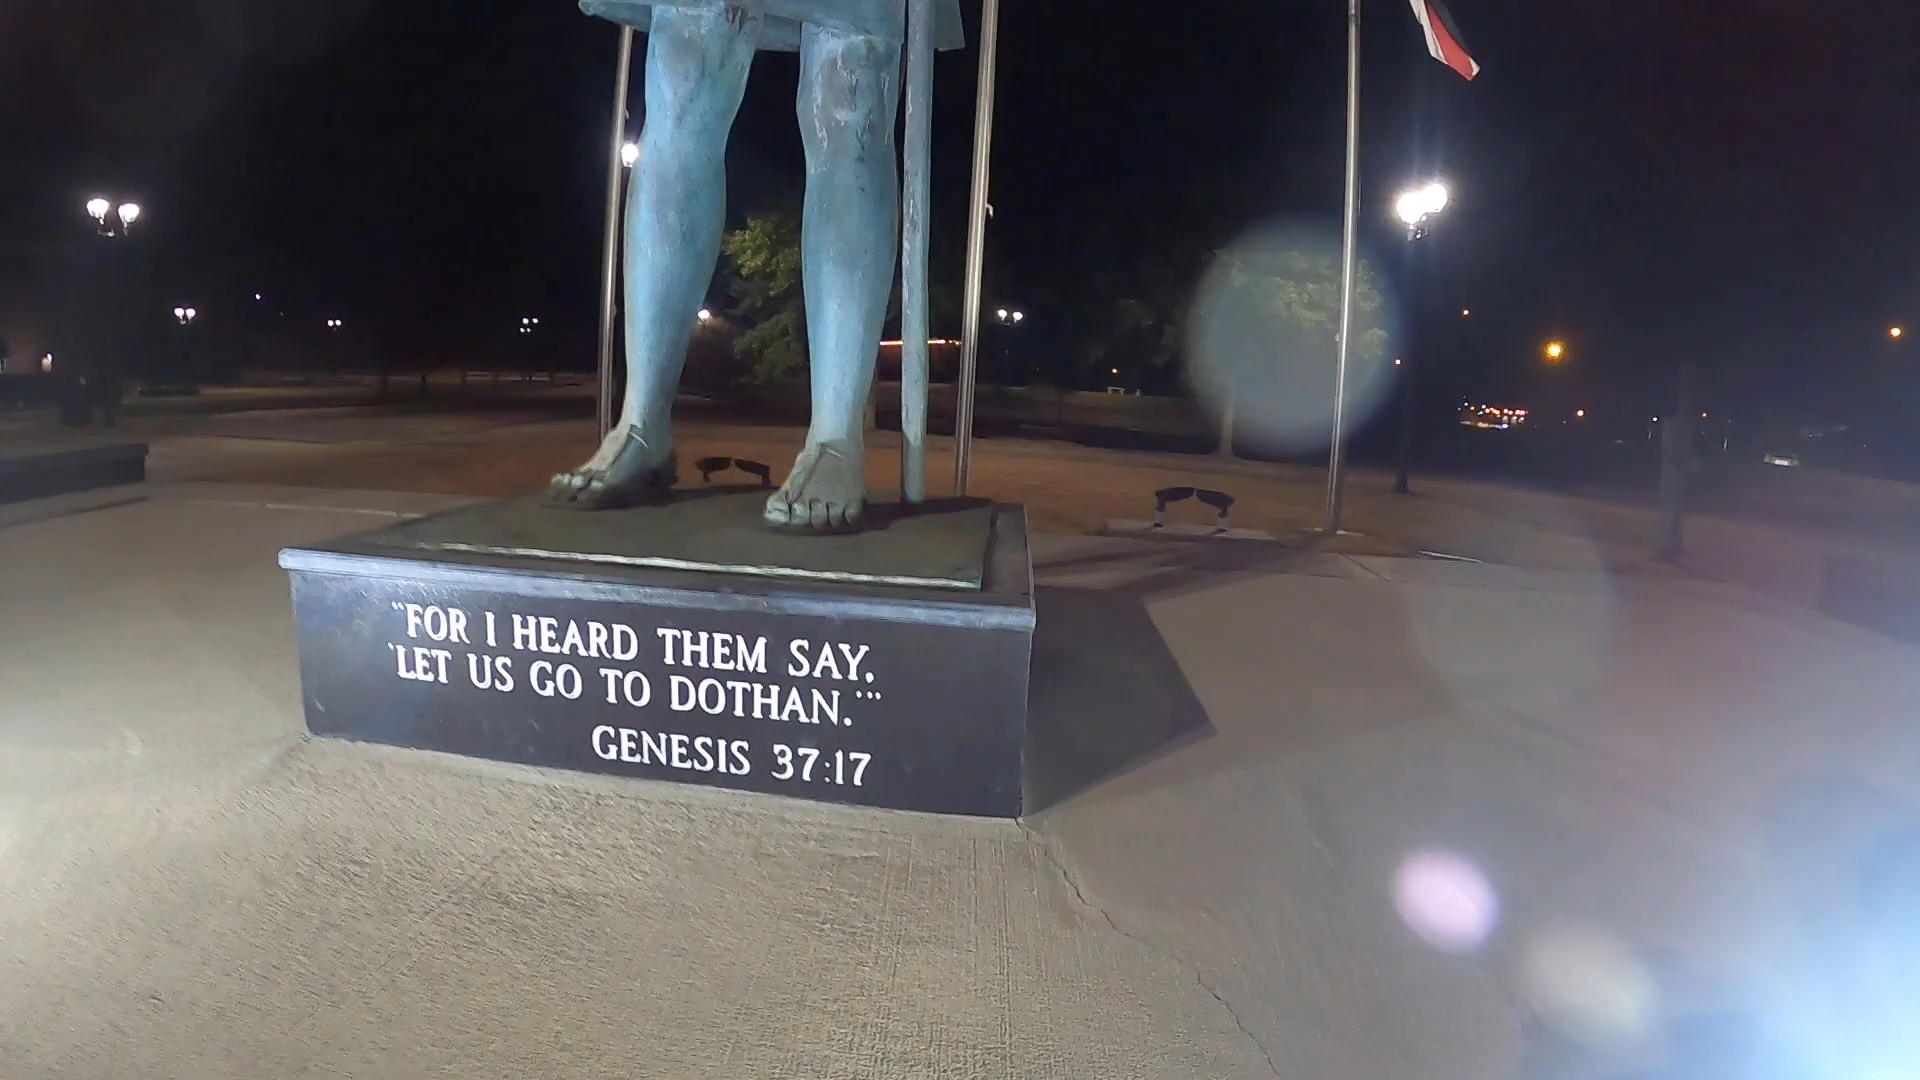 "FOR I HEARD THEM SAY,
'LET US GO TO DOTHAN.'"
GENESIS 37:17